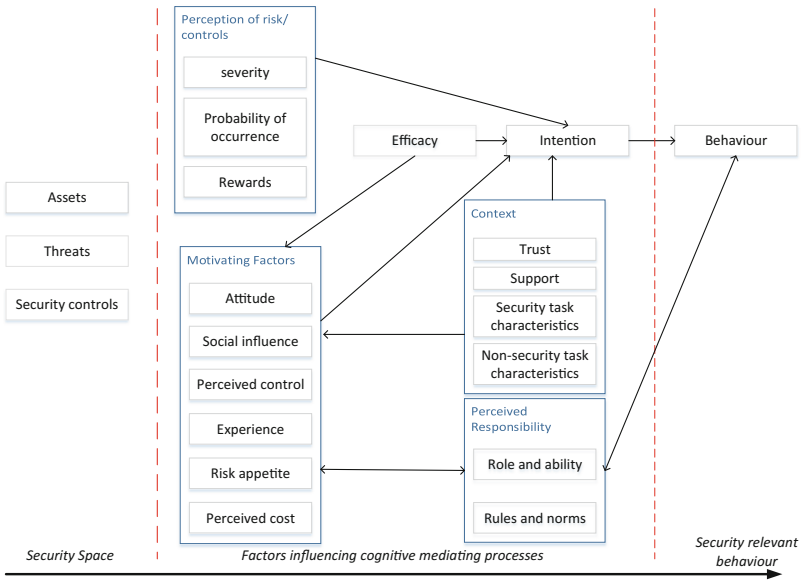 Perception of risk/
controls
severity
Probability of
occurrence
Rewards
Efficacy
Intention
Behaviour
Assets
Threats
Security controls
Motivating Factors
Attitude
Social influence
Perceived control
Experience
Risk appetite
Perceived cost
Context
Trust
Support
Security task
characteristics
Non-security task
characteristics
Perceived
Responsibility
Role and ability
Rules and norms
Security Space
Factors influencing cognitive mediating processes
Security relevant
behaviour